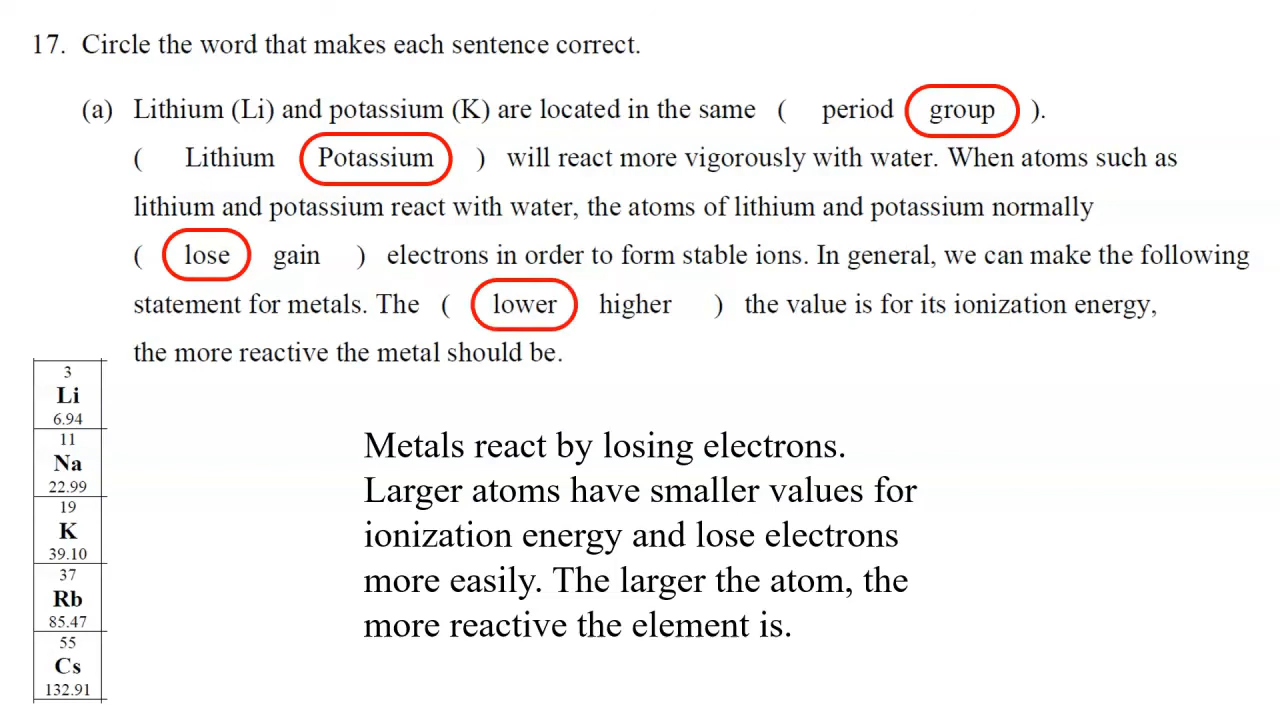 17. Circle the word that makes each sentence correct.
(a) Lithium (Li) and potassium (K) are located in the same ( period group ).
( Lithium Potassium ) will react more vigorously with water. When atoms such as
lithium and potassium react with water, the atoms of lithium and potassium normally
( lose gain ) electrons in order to form stable ions. In general, we can make the following
statement for metals. The ( lower higher ) the value is for its ionization energy,
the more reactive the metal should be.
3
Li
6.94
11
Na
22.99
19
K
39.10
37
Rb
85.47
55
Cs
132.91
Metals react by losing electrons.
Larger atoms have smaller values for
ionization energy and lose electrons
more easily. The larger the atom, the
more reactive the element is.